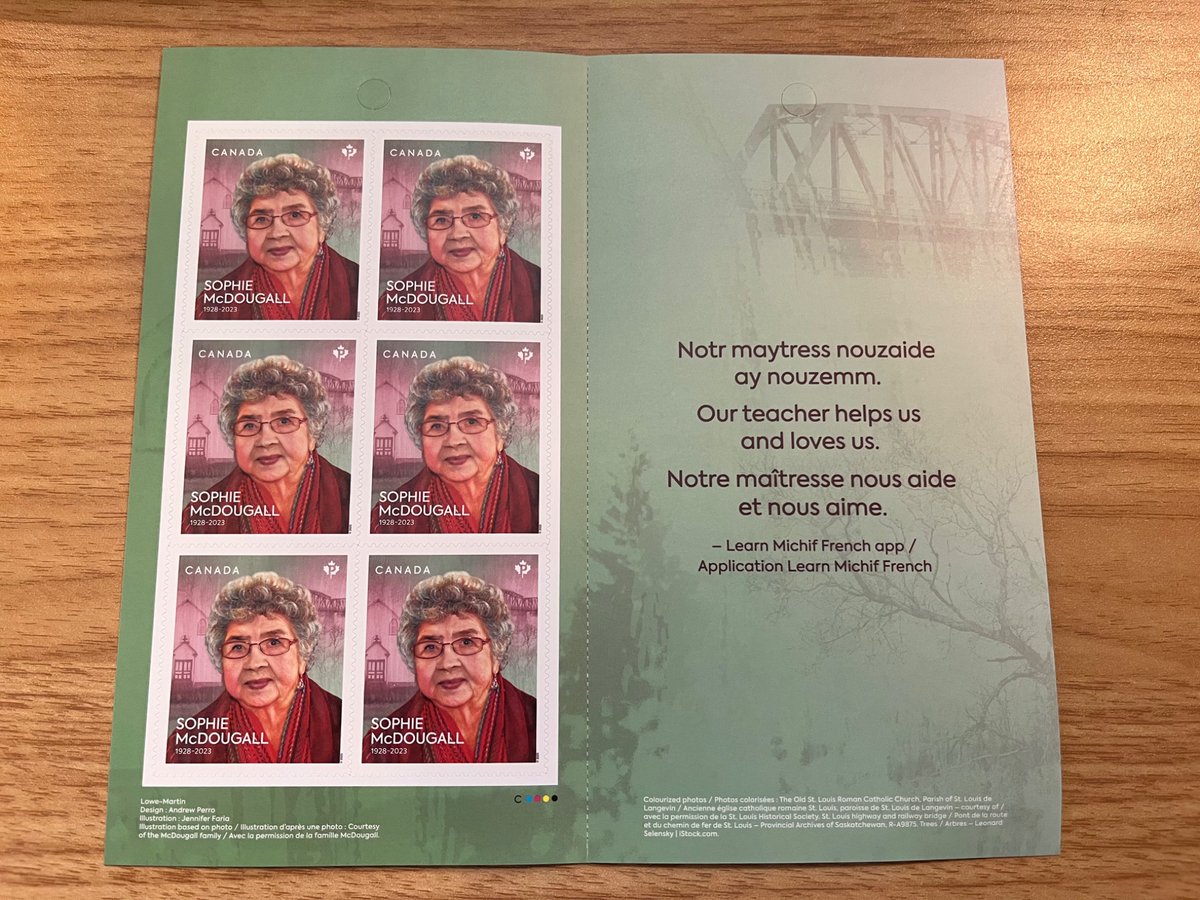 CANADA
P
CANADA
P
SOPHIE
McDOUGALL
1928–2023
SOPHIE
McDOUGALL
1928–2023
CANADA
P
CANADA
P
SOPHIE
McDOUGALL
1928–2023
SOPHIE
McDOUGALL
1928–2023
CANADA
P
CANADA
P
SOPHIE
McDOUGALL
1928–2023
SOPHIE
McDOUGALL
1928–2023
Lowe-Martin
Design : Andrew Perro
Illustration : Jennifer Faria
Illustration based on photo / Illustration d'après une photo : Courtesy
of the McDougall family / Avec la permission de la famille McDougall.
C
Notr maytress nouzaide
ay nouzemm.
Our teacher helps us
and loves us.
Notre maîtresse nous aide
et nous aime.
– Learn Michif French app /
Application Learn Michif French
Colourized photos / Photos colorisées : The Old St. Louis Roman Catholic Church, Parish of St. Louis de
Langevin / Ancienne église catholique romaine St. Louis, paroisse de St. Louis de Langevin – courtesy of /
avec la permission de la St. Louis Historical Society, St. Louis highway and railway bridge / Pont de la route
et du chemin de fer de St. Louis – Provincial Archives of Saskatchewan, R-A9875, Trees / Arbres – Leonard
Selensky | iStock.com.